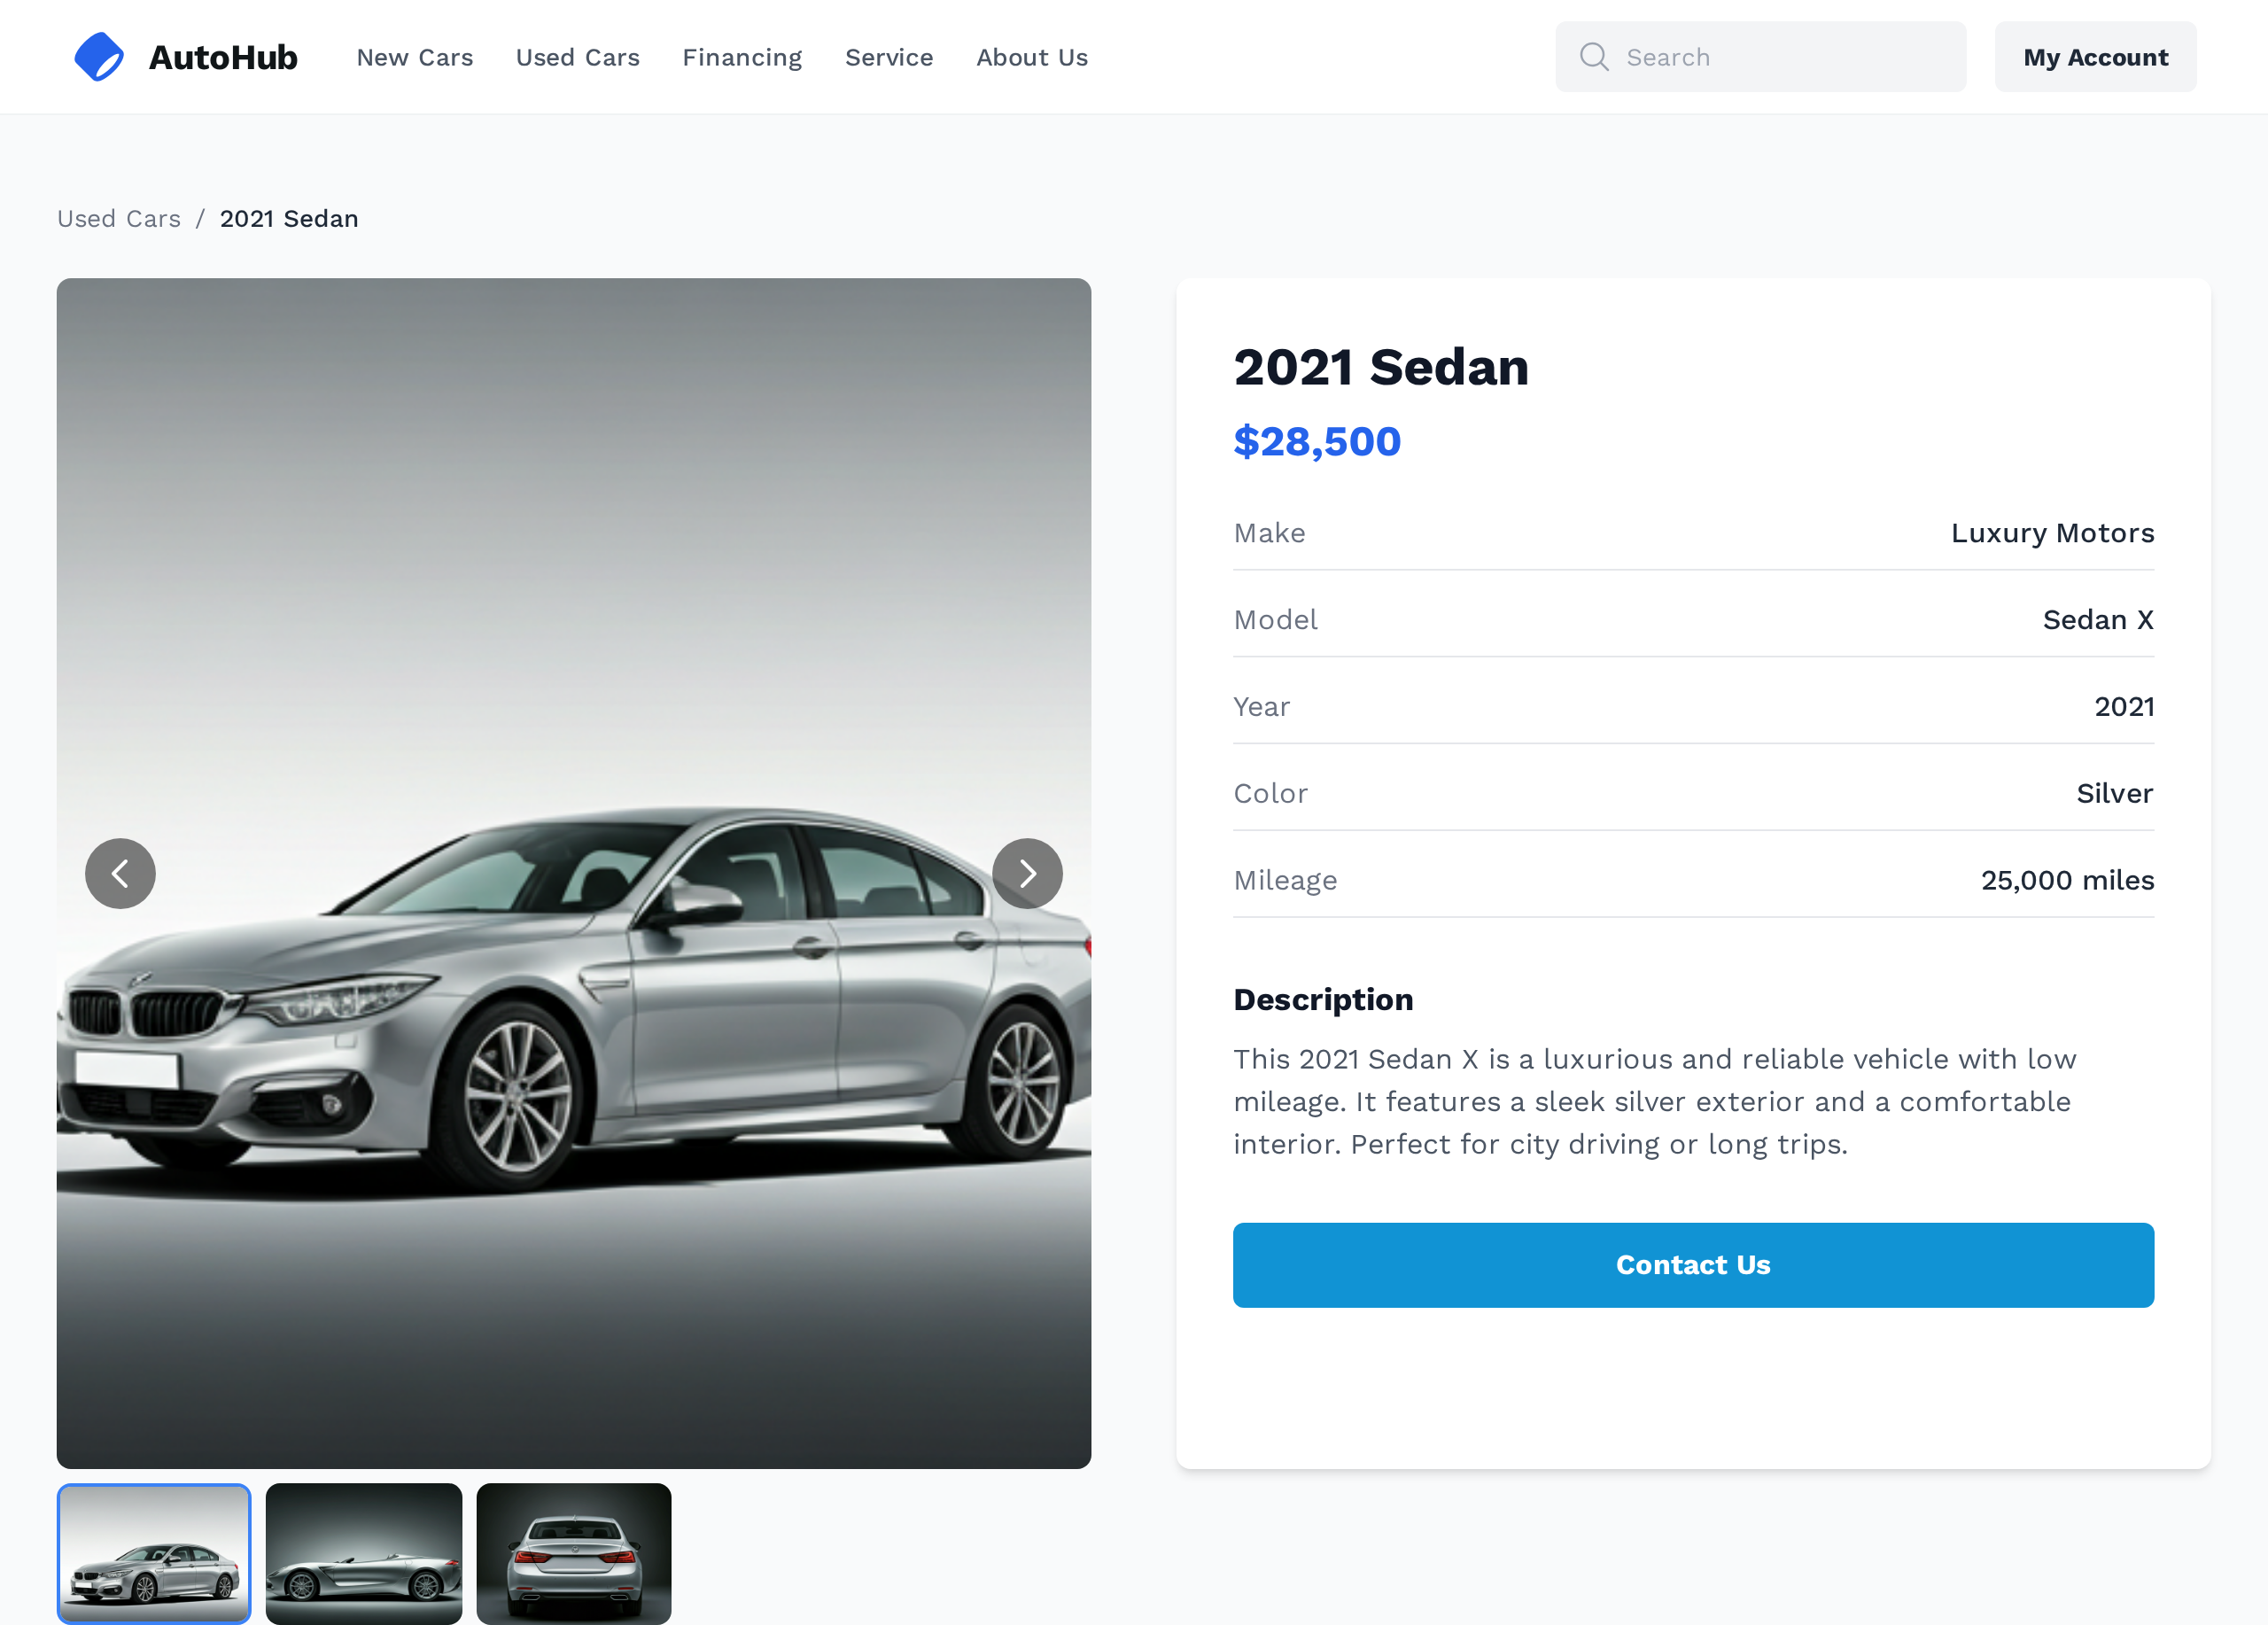 AutoHub
New Cars
Used Cars
Financing
Service
About Us
Search
My Account
Used Cars / 2021 Sedan
2021 Sedan
$28,500
Make
Luxury Motors
Model
Sedan X
Year
2021
Color
Silver
Mileage
25,000 miles
Description
This 2021 Sedan X is a luxurious and reliable vehicle with low
mileage. It features a sleek silver exterior and a comfortable
interior. Perfect for city driving or long trips.
Contact Us